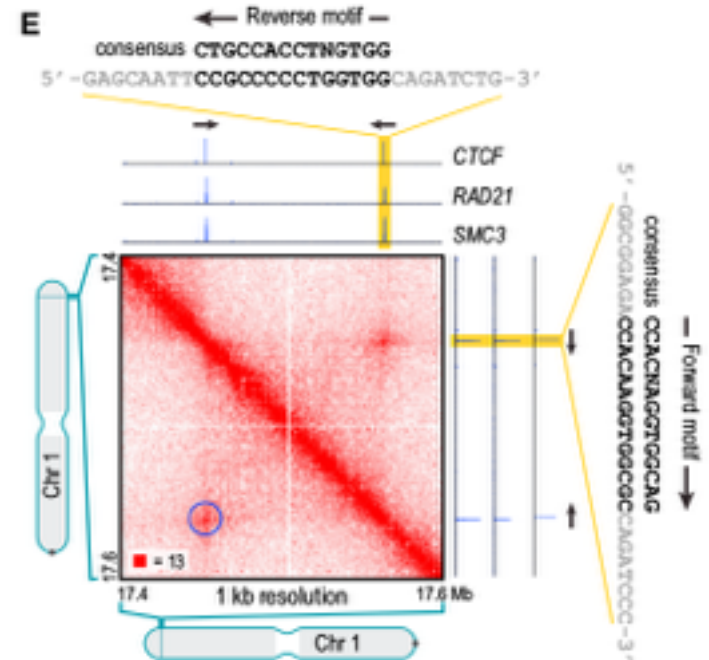 E
Reverse motif
consensus CTGCCACCTNGTGG
5'-GAGCAATTCCGCCCCCTGGTGGCAGATCTG-3'
CTCF
RAD21
SMC3
17.4
17.6
Chr 1
= 13
17.4
1 kb resolution
17.6 Mb
Chr 1
Forward motif
consensus CCACNAGGTGGCAG
5'-GGCGGAGACCACAAGGTGGCGCCAGATCCC-3'